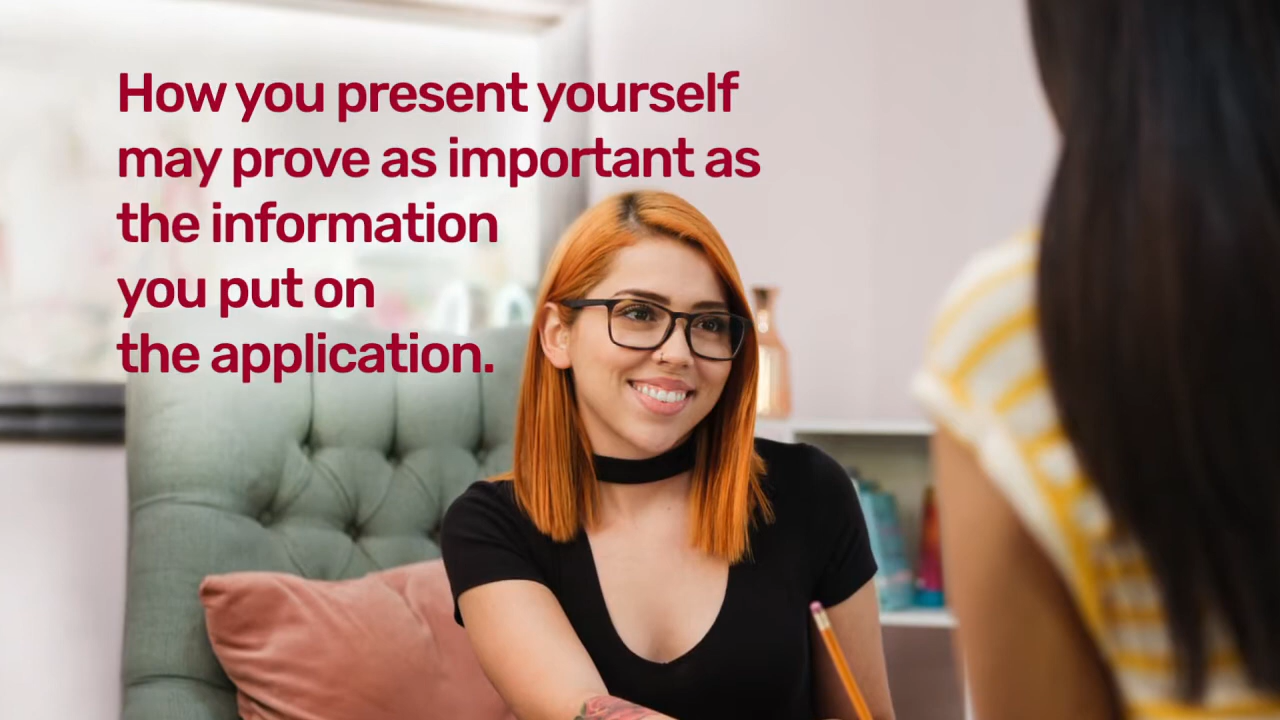 How you present yourself
may prove as important as
the information
you put on
the application.